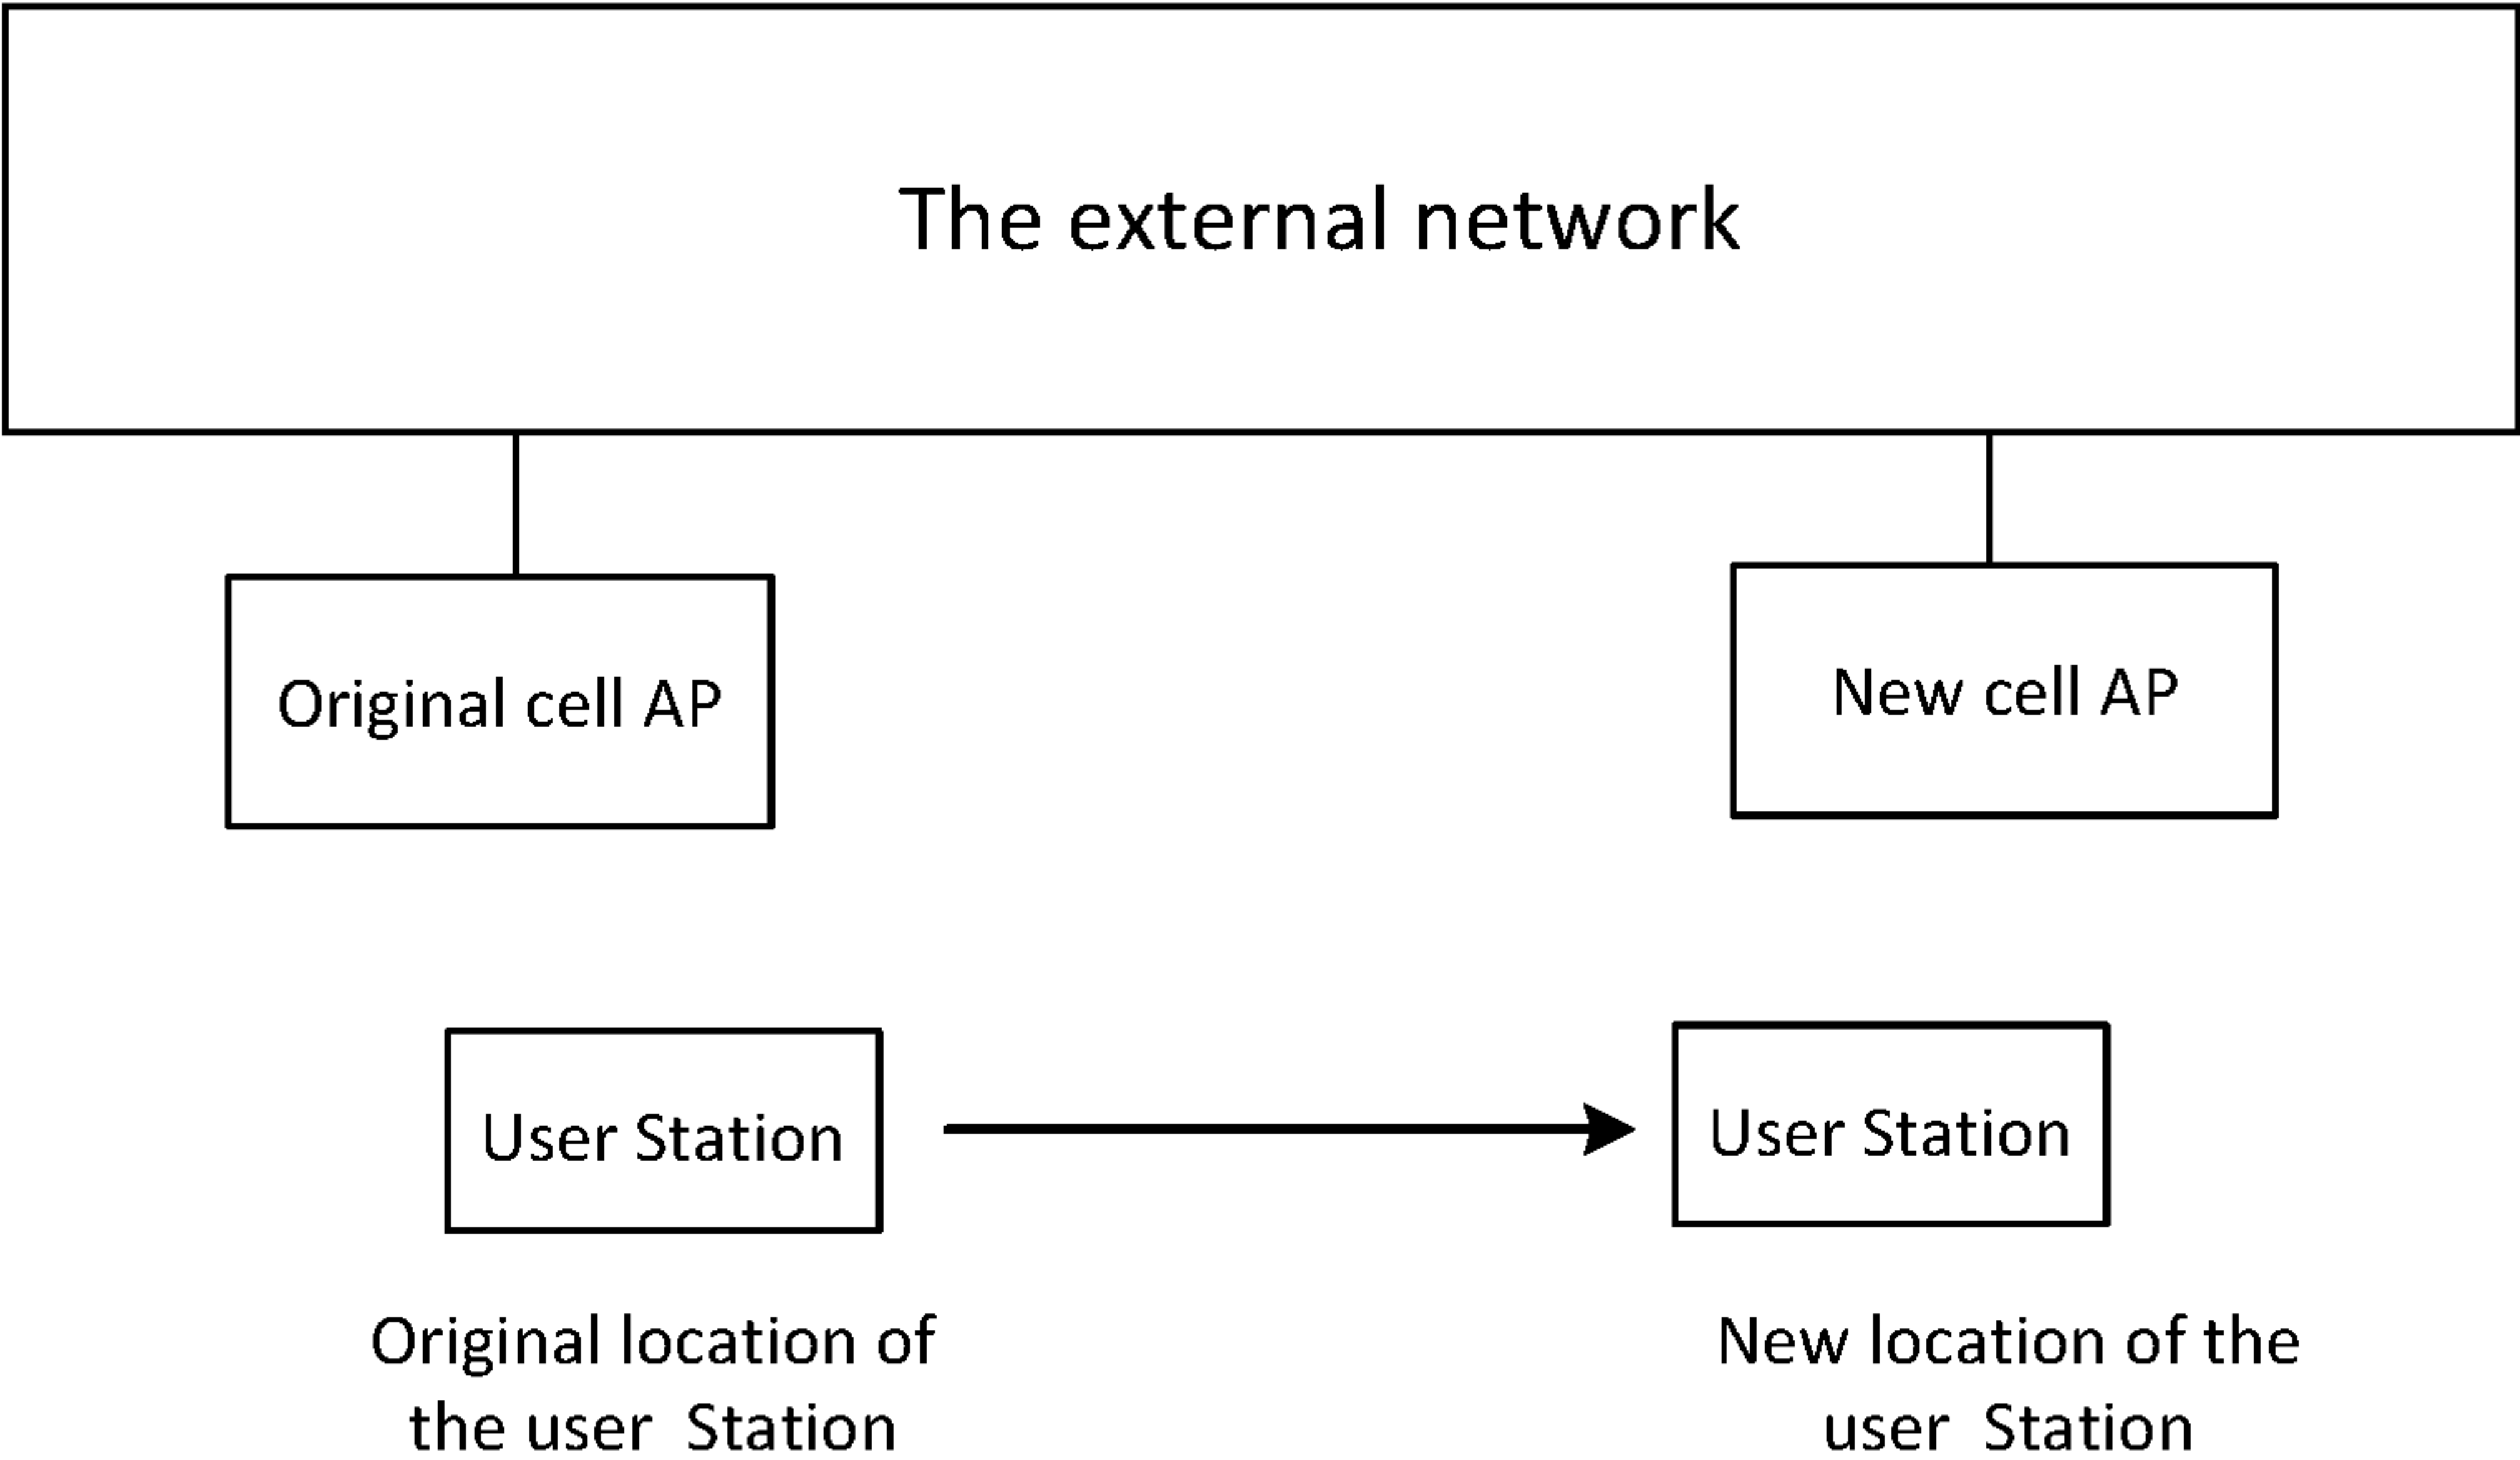 The external network
Original cell AP
New cell AP
User Station
User Station
Original location of
the user Station
New location of the
user Station